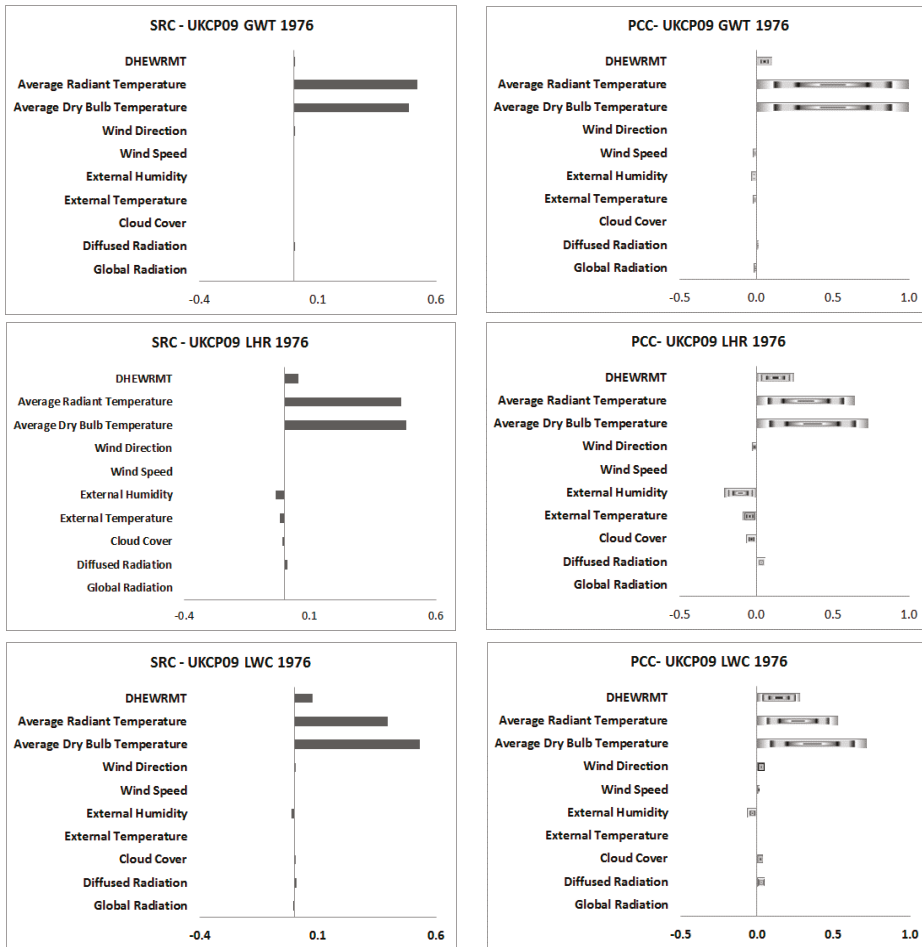 SRC - UKCP09 GWT 1976
DHEWRMT
Average Radiant Temperature
Average Dry Bulb Temperature
Wind Direction
Wind Speed
External Humidity
External Temperature
Cloud Cover
Diffused Radiation
Global Radiation
-0.4 0.1 0.6
PCC- UKCP09 GWT 1976
DHEWRMT
Average Radiant Temperature
Average Dry Bulb Temperature
Wind Direction
Wind Speed
External Humidity
External Temperature
Cloud Cover
Diffused Radiation
Global Radiation
-0.5 0.0 0.5 1.0
SRC - UKCP09 LHR 1976
DHEWRMT
Average Radiant Temperature
Average Dry Bulb Temperature
Wind Direction
Wind Speed
External Humidity
External Temperature
Cloud Cover
Diffused Radiation
Global Radiation
-0.4 0.1 0.6
PCC- UKCP09 LHR 1976
DHEWRMT
Average Radiant Temperature
Average Dry Bulb Temperature
Wind Direction
Wind Speed
External Humidity
External Temperature
Cloud Cover
Diffused Radiation
Global Radiation
-0.5 0.0 0.5 1.0
SRC - UKCP09 LWC 1976
DHEWRMT
Average Radiant Temperature
Average Dry Bulb Temperature
Wind Direction
Wind Speed
External Humidity
External Temperature
Cloud Cover
Diffused Radiation
Global Radiation
-0.4 0.1 0.6
PCC- UKCP09 LWC 1976
DHEWRMT
Average Radiant Temperature
Average Dry Bulb Temperature
Wind Direction
Wind Speed
External Humidity
External Temperature
Cloud Cover
Diffused Radiation
Global Radiation
-0.5 0.0 0.5 1.0